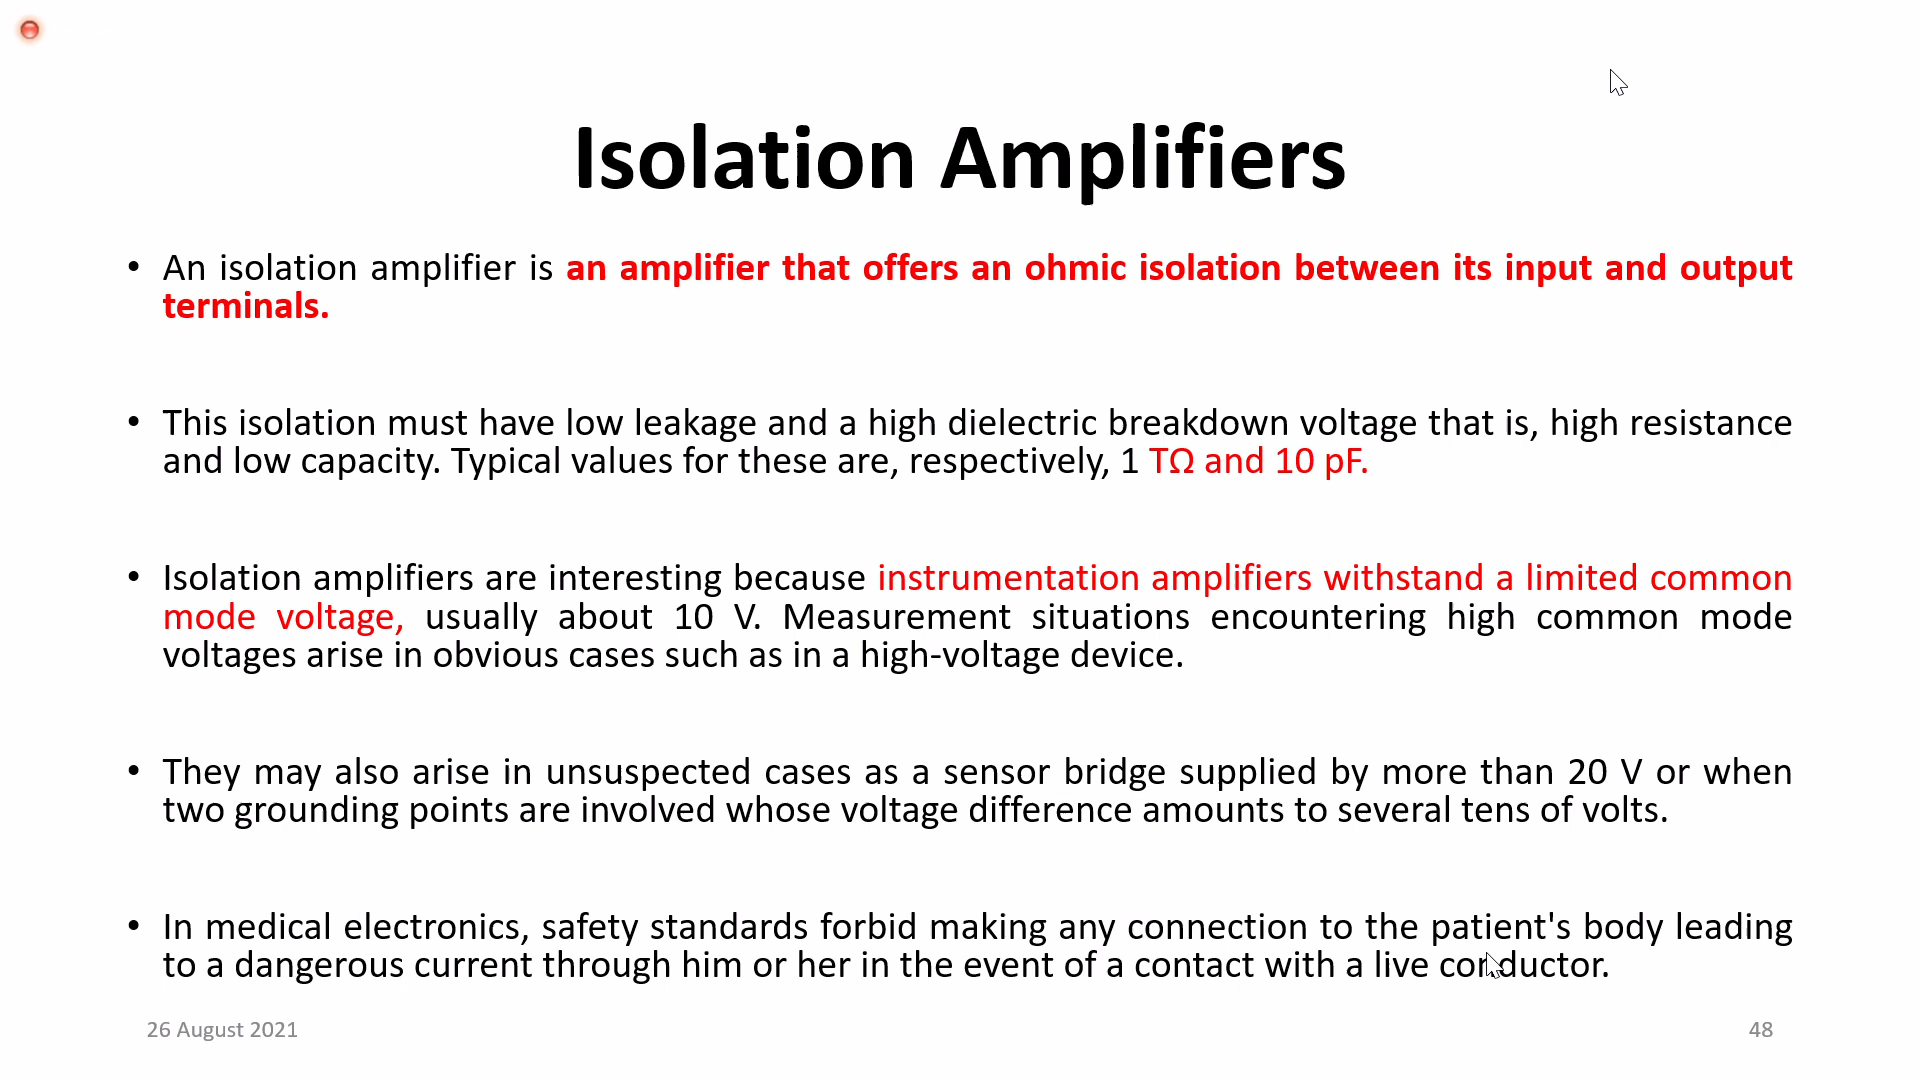 Isolation Amplifiers
• An isolation amplifier is an amplifier that offers an ohmic isolation between its input and output
terminals.
• This isolation must have low leakage and a high dielectric breakdown voltage that is, high resistance
and low capacity. Typical values for these are, respectively, 1 TΩ and 10 pF.
• Isolation amplifiers are interesting because instrumentation amplifiers withstand a limited common
mode voltage, usually about 10 V. Measurement situations encountering high common mode
voltages arise in obvious cases such as in a high-voltage device.
• They may also arise in unsuspected cases as a sensor bridge supplied by more than 20 V or when
two grounding points are involved whose voltage difference amounts to several tens of volts.
• In medical electronics, safety standards forbid making any connection to the patient's body leading
to a dangerous current through him or her in the event of a contact with a live conductor.
26 August 2021
48